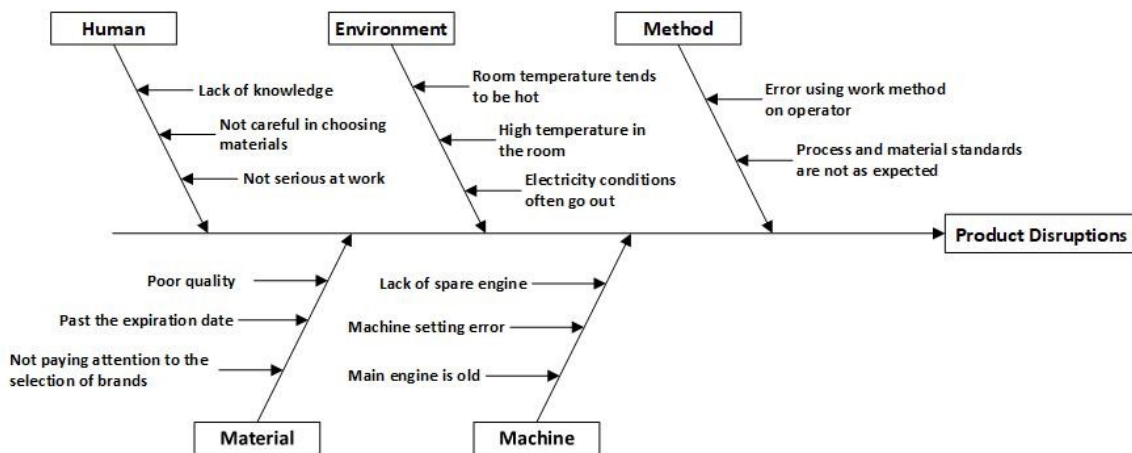 Human
Environment
Method
Lack of knowledge
Not careful in choosing
materials
Not serious at work
Room temperature tends
to be hot
High temperature in
the room
Electricity conditions
often go out
Error using work method
on operator
Process and material standards
are not as expected
Product Disruptions
Poor quality
Past the expiration date
Not paying attention to the
selection of brands
Lack of spare engine
Machine setting error
Main engine is old
Material
Machine